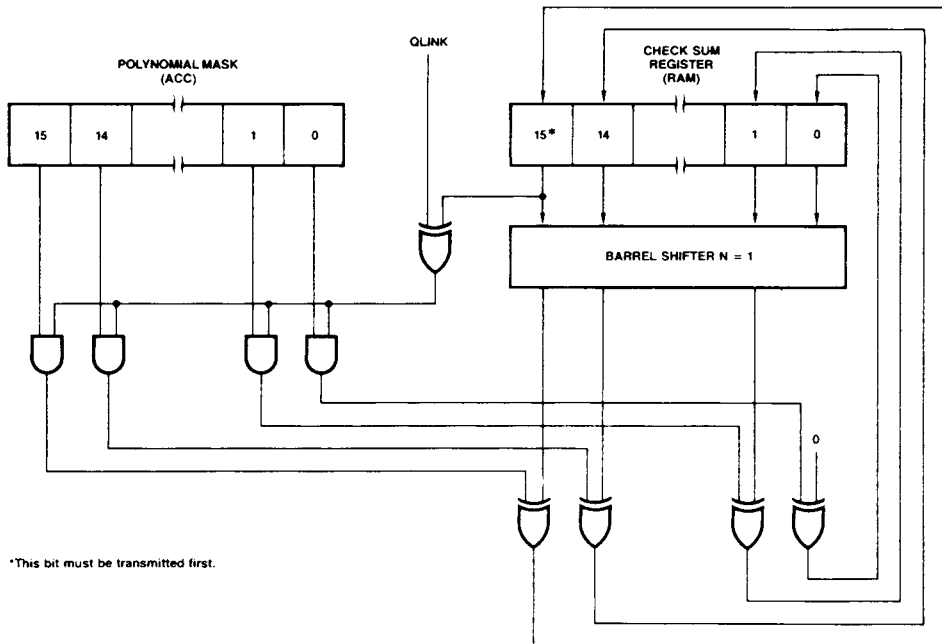 QLINK
POLYNOMIAL MASK
(ACC)
CHECK SUM
REGISTER
(RAM)
15 14 1 0
15* 14 1 0
BARREL SHIFTER N = 1
0
*This bit must be transmitted first.